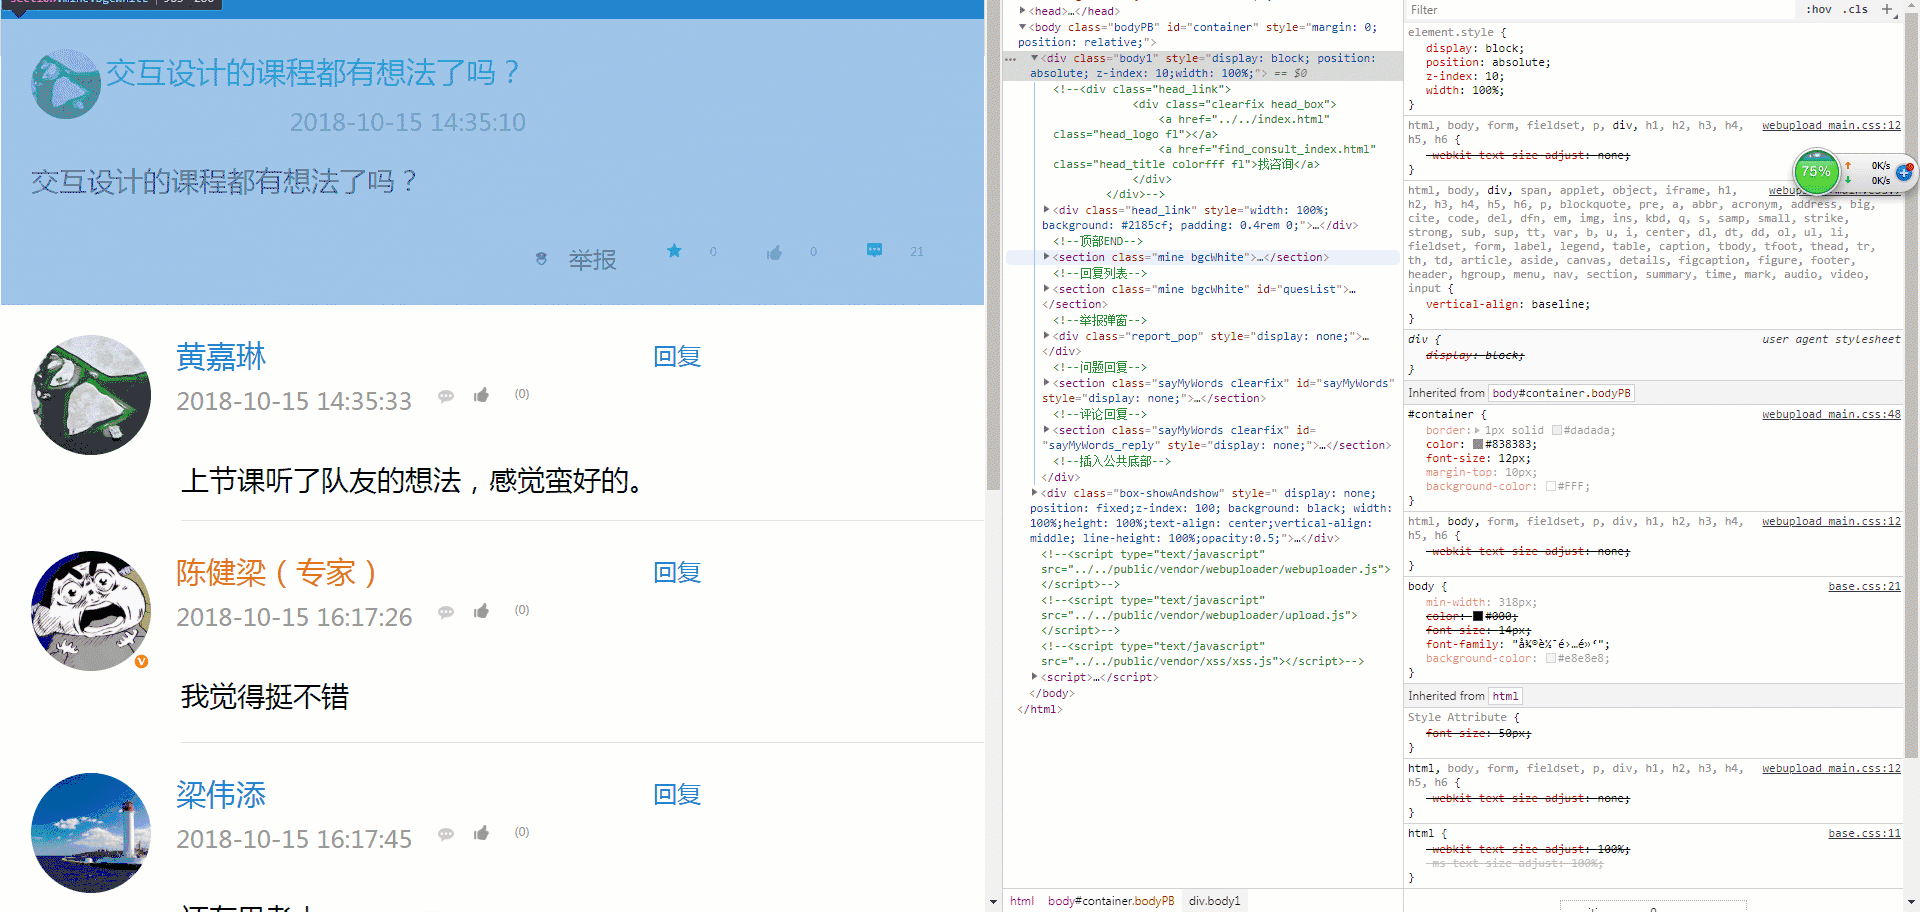 交互设计的课程都有想法了吗？
2018-10-15 14:35:10
交互设计的课程都有想法了吗？
举报 0 0 21
黄嘉琳 回复
2018-10-15 14:35:33 (0)
上节课听了队友的想法，感觉蛮好的。
陈健梁（专家） 回复
2018-10-15 16:17:26 (0)
我觉得挺不错
梁伟添 回复
2018-10-15 16:17:45 (0)
<head>…</head>
<body class="bodyPB" id="container" style="margin: 0;
position: relative;">
<div class="body1" style="display: block; position:
absolute; z-index: 10;width: 100%;"> == $0
<!--<div class="head_link">
<div class="clearfix head_box">
<a href="../../index.html"
class="head_logo fl"></a>
<a href="find_consult_index.html"
class="head_title colorfff fl">找咨询</a>
</div>
</div>-->
<div class="head_link" style="width: 100%;
background: #2185cf; padding: 0.4rem 0;">…</div>
<!--顶部END-->
<section class="mine bgcWhite">…</section>
<!--回复列表-->
<section class="mine bgcWhite" id="quesList">…
</section>
<!--举报弹窗-->
<div class="report_pop" style="display: none;">…
</div>
<!--问题回复-->
<section class="sayMyWords clearfix" id="sayMyWords"
style="display: none;">…</section>
<!--评论回复-->
<section class="sayMyWords clearfix" id=
"sayMyWords_reply" style="display: none;">…</section>
<!--插入公共底部-->
</div>
<div class="box-showAndshow" style=" display: none;
position: fixed;z-index: 100; background: black; width:
100%;height: 100%;text-align: center;vertical-align:
middle; line-height: 100%;opacity:0.5;">…</div>
<!--<script type="text/javascript"
src="../../public/vendor/webuploader/webuploader.js">
</script>-->
<!--<script type="text/javascript"
src="../../public/vendor/webuploader/upload.js">
</script>-->
<!--<script type="text/javascript"
src="../../public/vendor/xss/xss.js"></script>-->
<script>…</script>
</body>
</html>
html body#container.bodyPB div.body1
Filter :hov .cls +
element.style {
display: block;
position: absolute;
z-index: 10;
width: 100%;
}
html, body, form, fieldset, p, div, h1, h2, h3, h4, webupload main.css:12
h5, h6 {
-webkit-text-size-adjust: none;
}
75% 0K/s
0K/s
html, body, div, span, applet, object, iframe, h1,
h2, h3, h4, h5, h6, p, blockquote, pre, a, abbr, acronym, address, big,
cite, code, del, dfn, em, img, ins, kbd, q, s, samp, small, strike,
strong, sub, sup, tt, var, b, u, i, center, dl, dt, dd, ol, ul, li,
fieldset, form, label, legend, table, caption, tbody, tfoot, thead, tr,
th, td, article, aside, canvas, details, figcaption, figure, footer,
header, hgroup, menu, nav, section, summary, time, mark, audio, video,
input {
vertical-align: baseline;
}
div { user agent stylesheet
display: block;
}
Inherited from body#container.bodyPB
#container { webupload main.css:48
border: 1px solid #dadada;
color: #838383;
font-size: 12px;
margin-top: 10px;
background-color: #FFF;
}
html, body, form, fieldset, p, div, h1, h2, h3, h4, webupload main.css:12
h5, h6 {
-webkit-text-size-adjust: none;
}
body { base.css:21
min-width: 318px;
color: #000;
font-size: 14px;
font-family:
background-color: #e8e8e8;
}
Inherited from html
Style Attribute {
font-size: 50px;
}
html, body, form, fieldset, p, div, h1, h2, h3, h4, webupload main.css:12
h5, h6 {
-webkit-text-size-adjust: none;
}
html { base.css:11
-webkit-text-size-adjust: 100%;
-ms-text-size-adjust: 100%;
}